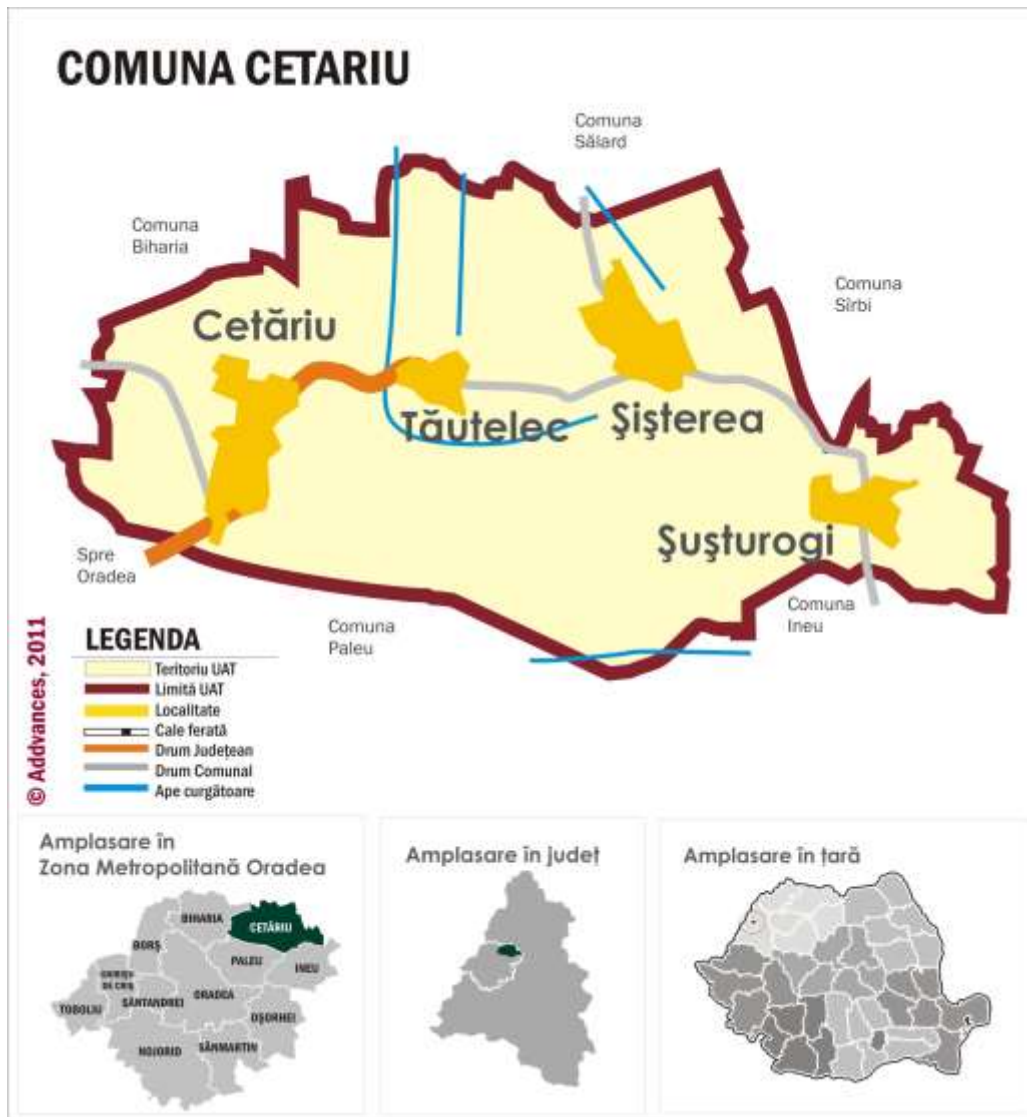 COMUNA CETARIU
Comuna
Sălard
Comuna
Biharia
Comuna
Sîrbi
Cetăriu
Tăutelec
Şişterea
Şuşturogi
Spre
Oradea
Comuna
Paleu
Comuna
Ineu
© Addvances, 2011
LEGENDA
Teritoriu UAT
Limită UAT
Localitate
Cale ferată
Drum Județean
Drum Comunal
Ape curgătoare
Amplasare în
Zona Metropolitană Oradea
BIHARIA
CETĂRIU
BORŞ
PALEU
INEU
DE CRIŞ
TOBOLIU
SÂNTANDREI
ORADEA
OŞORHEI
NOJORID
SÂNMARTIN
Amplasare în județ
Amplasare în țară